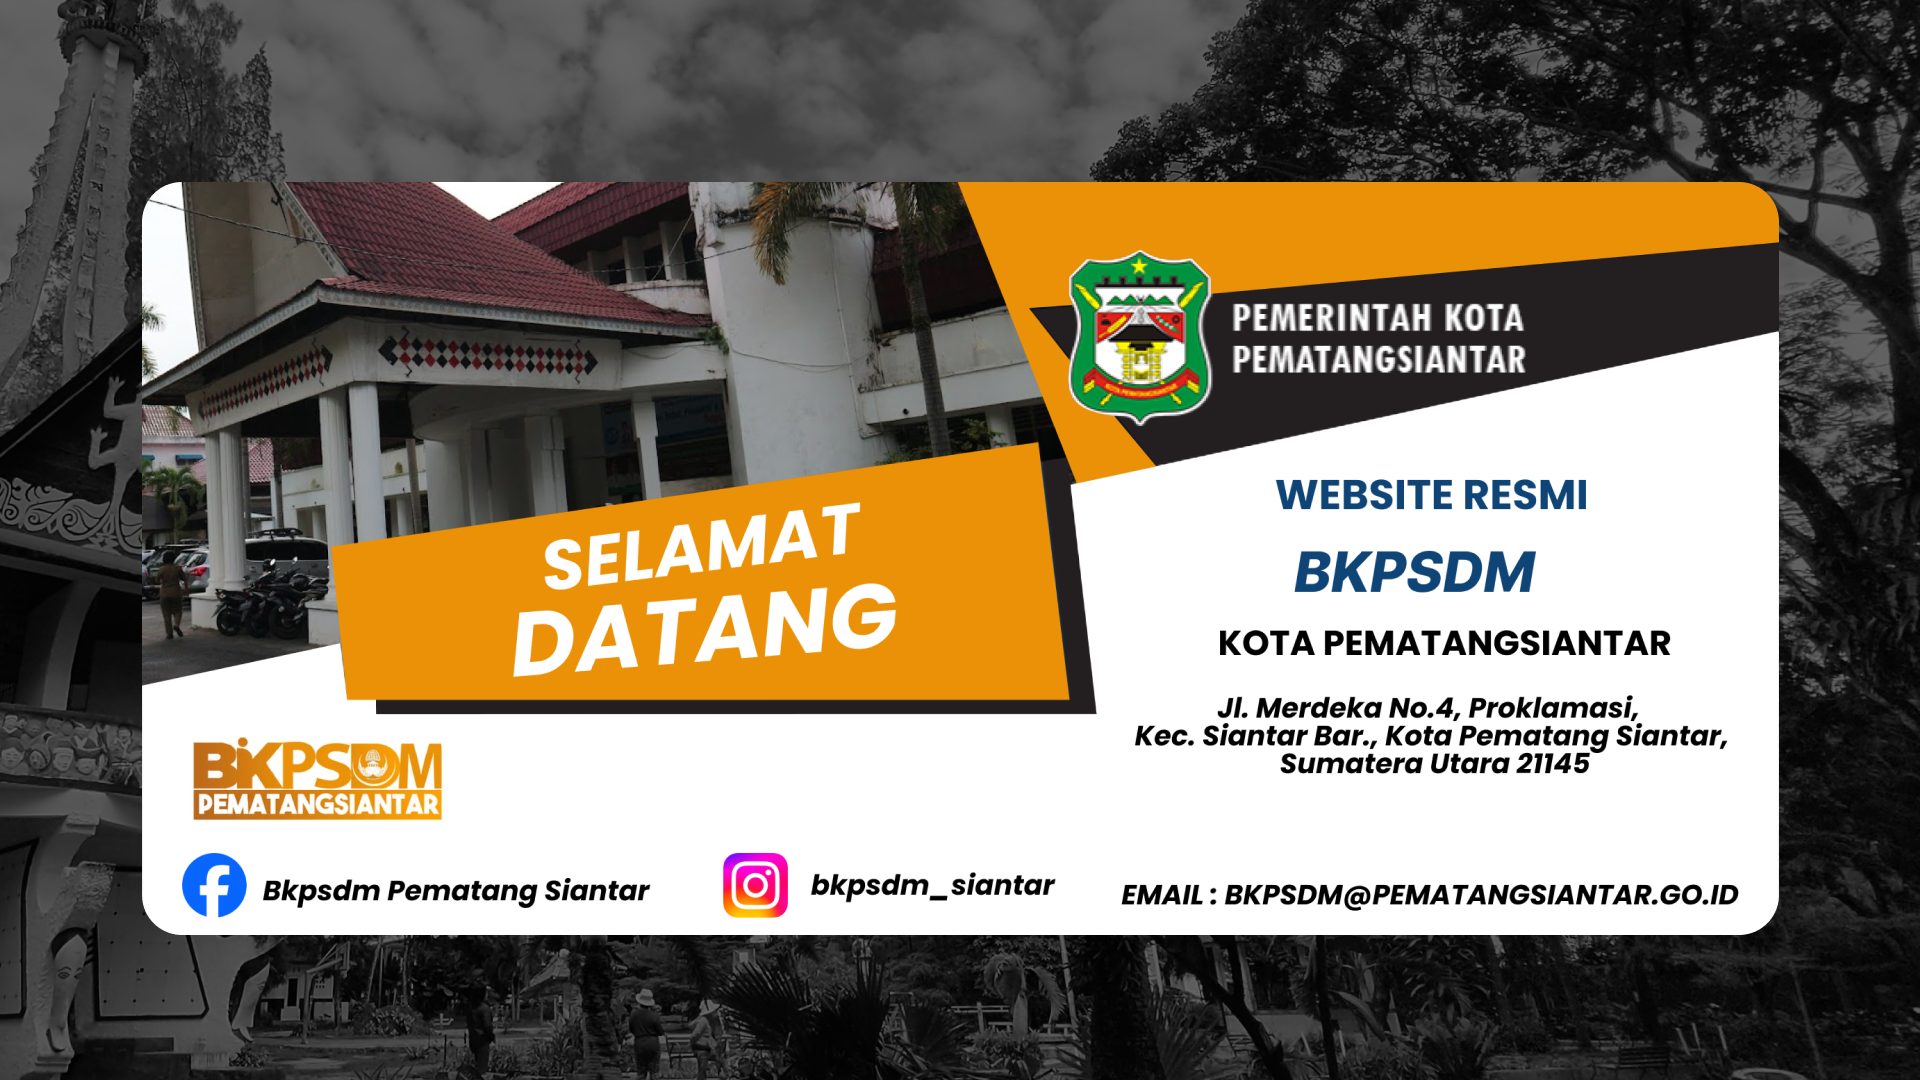 PEMERINTAH KOTA
PEMATANGSIANTAR
SELAMAT
DATANG
WEBSITE RESMI
BKPSDM
KOTA PEMATANGSIANTAR
Jl. Merdeka No.4, Proklamasi,
Kec. Siantar Bar., Kota Pematang Siantar,
Sumatera Utara 21145
BKPSDM
PEMATANGSIANTAR
Bkpsdm Pematang Siantar
bkpsdm_siantar
EMAIL : BKPSDM@PEMATANGSIANTAR.GO.ID